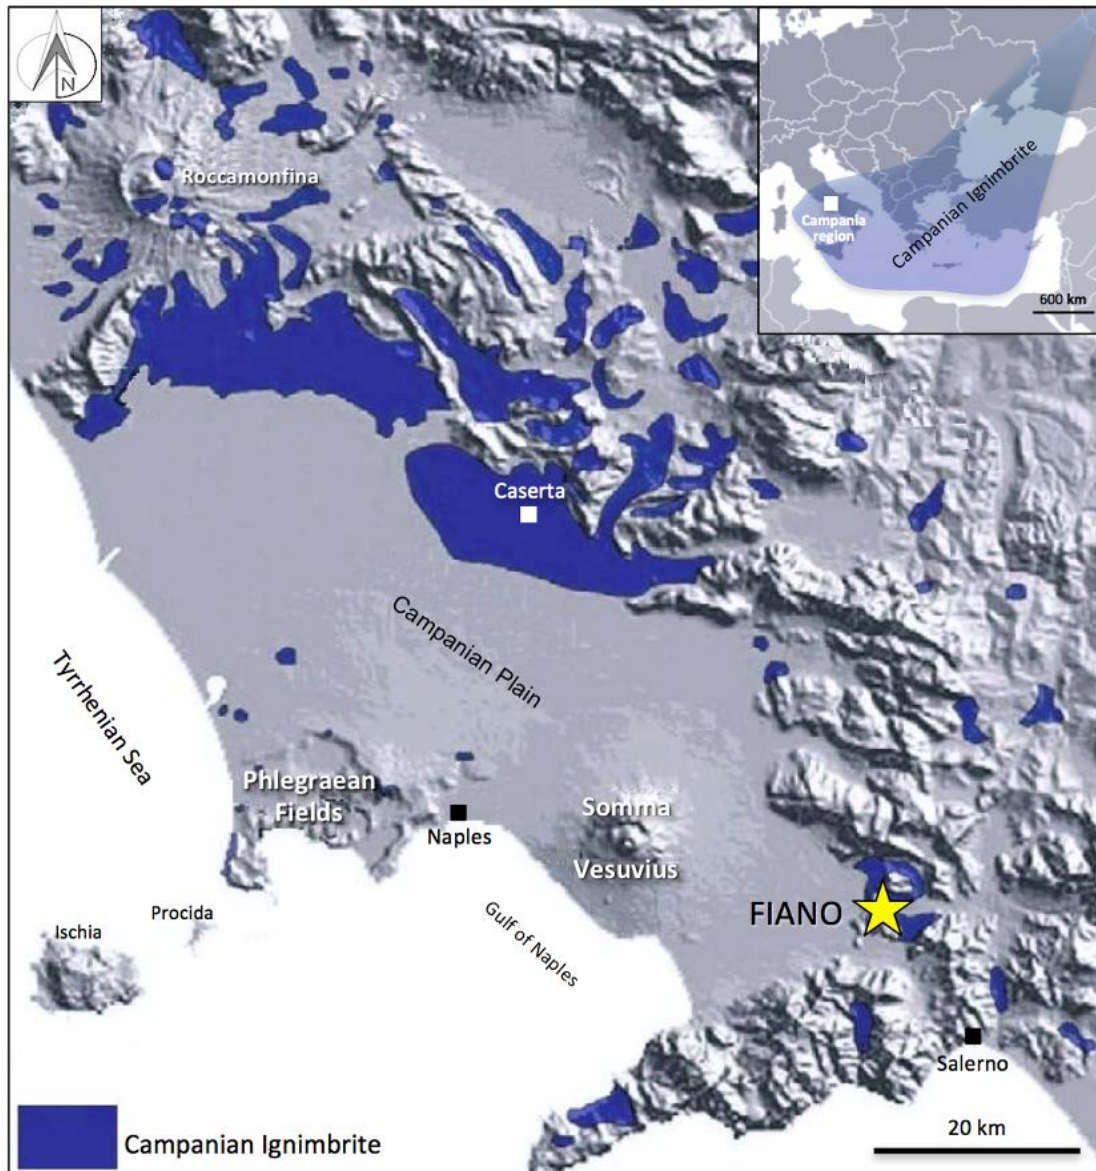 N
Roccamonfina
Campania
region
Campanian Ignimbrite
600 km
Caserta
Campanian Plain
Tyrrhenian Sea
Phlegraean
Fields
Naples
Somma
Vesuvius
FIANO
Procida
Ischia
Gulf of Naples
Salerno
Campanian Ignimbrite
20 km